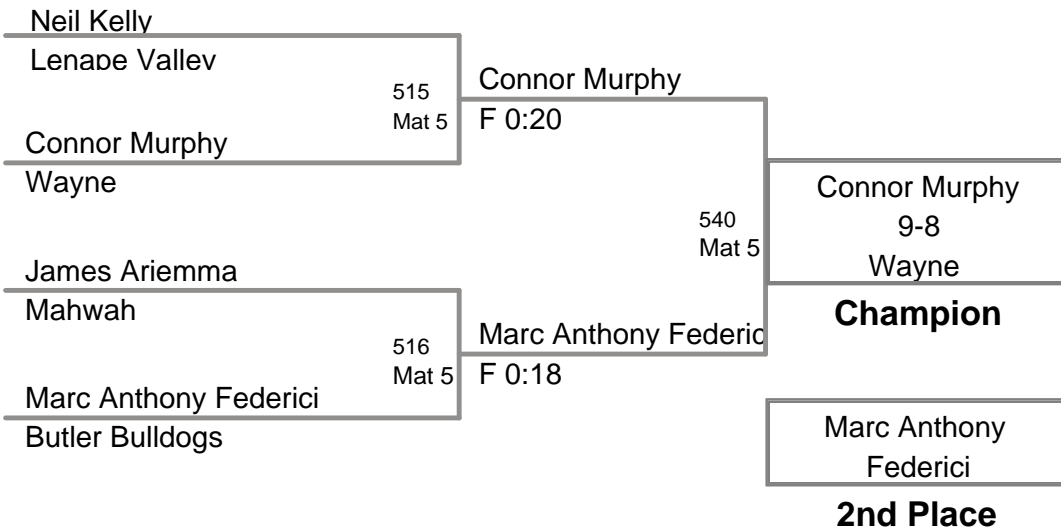 Neil Kelly
Lenape Valley
515
Mat 5
Connor Murphy
F 0:20
Connor Murphy
Wayne
Connor Murphy
9-8
Wayne
Champion
540
Mat 5
James Ariemma
Mahwah
516
Mat 5
Marc Anthony Federic
F 0:18
Marc Anthony Federici
Butler Bulldogs
Marc Anthony
Federici
2nd Place